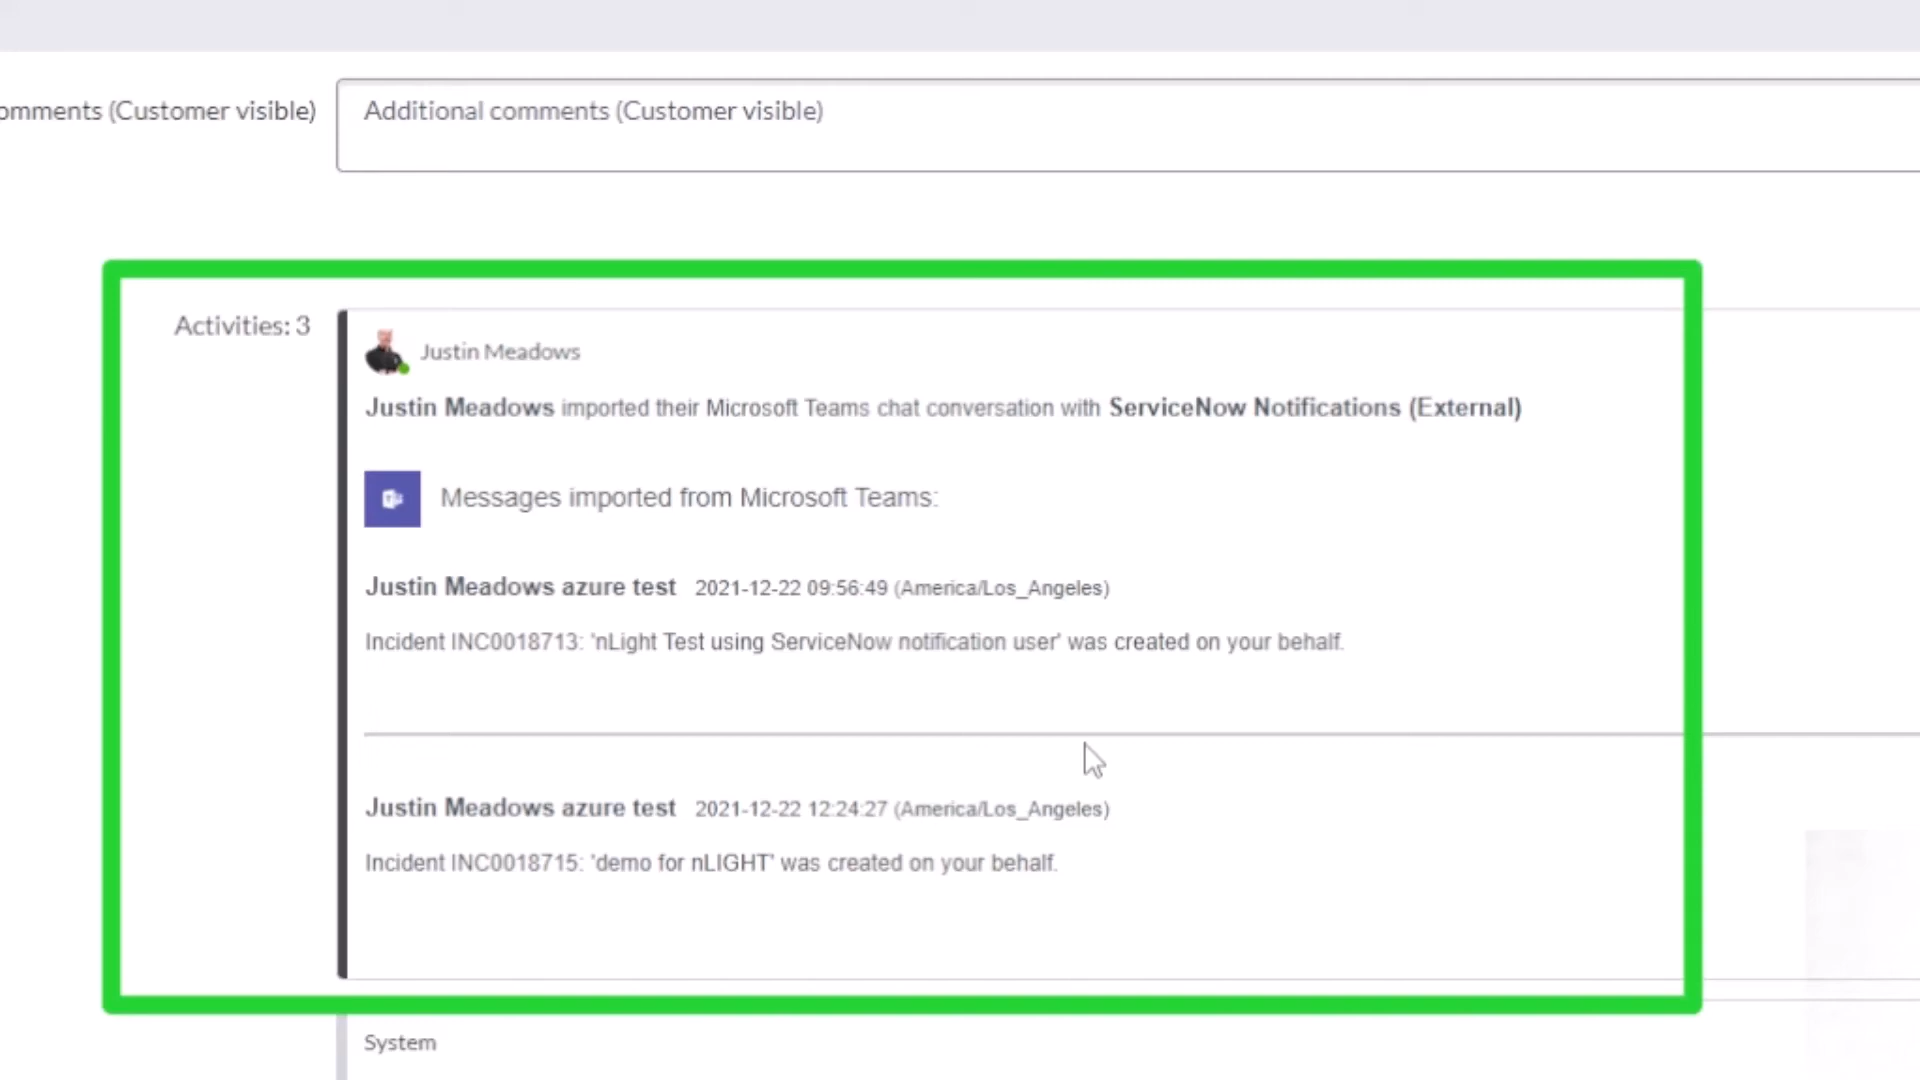 omments (Customer visible)
Additional comments (Customer visible)
Activities: 3
Justin Meadows
Justin Meadows imported their Microsoft Teams chat conversation with ServiceNow Notifications (External)
Messages imported from Microsoft Teams:
Justin Meadows azure test 2021-12-22 09:56:49 (America/Los_Angeles)
Incident INC0018713: 'nLight Test using ServiceNow notification user' was created on your behalf.
Justin Meadows azure test 2021-12-22 12:24:27 (America/Los_Angeles)
Incident INC0018715: 'demo for nLIGHT' was created on your behalf.
System